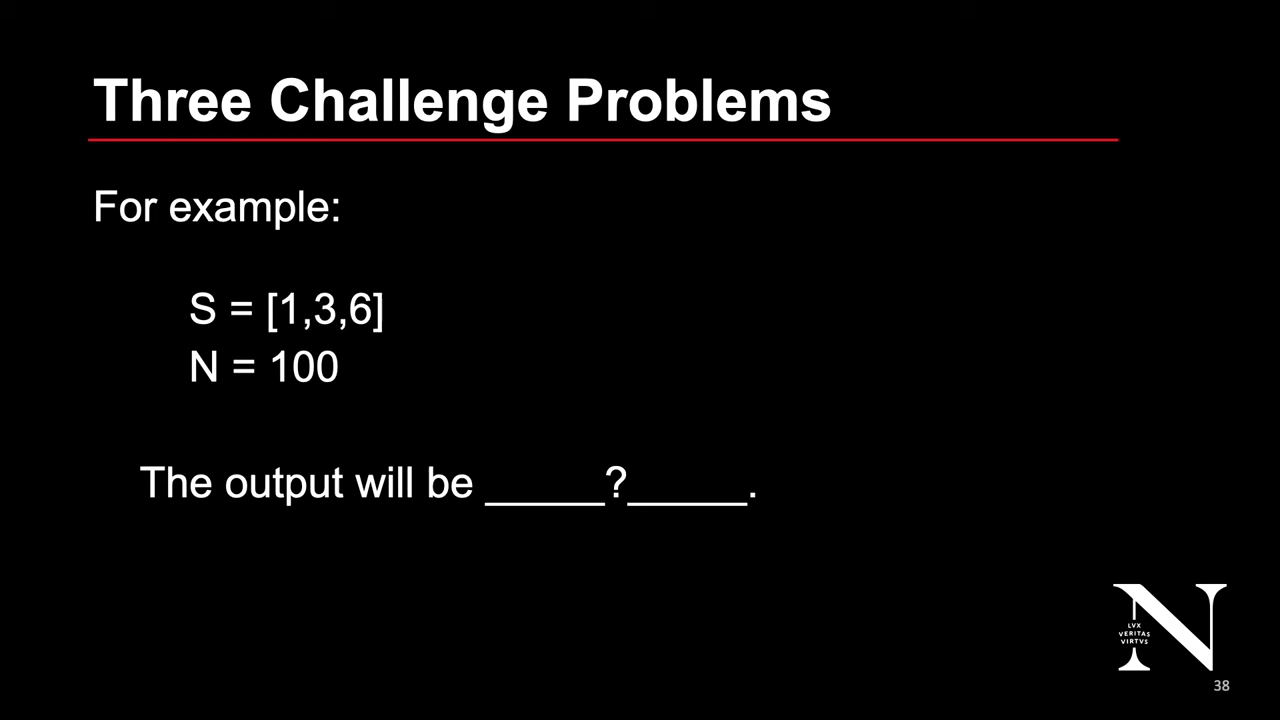 Three Challenge Problems
For example:
S = [1,3,6]
N = 100
The output will be _____?_____.
LVX
VERITAS
VIRTVS
38